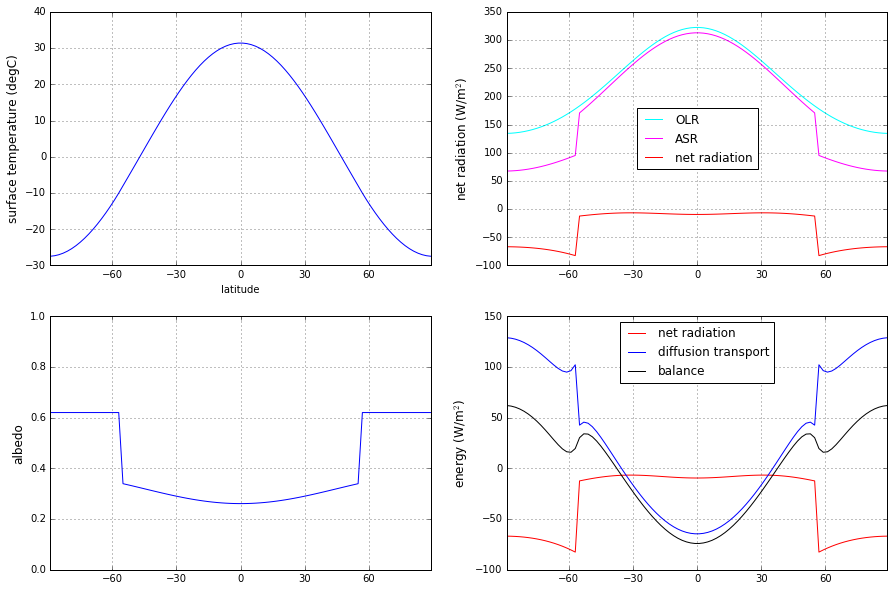 40
30
20
10
0
−10
−20
−30
surface temperature (degC)
−60 −30 0 30 60
latitude
350
300
250
200
150
100
50
0
−50
−100
net radiation (W/m²)
OLR
ASR
net radiation
−60 −30 0 30 60
1.0
0.8
0.6
0.4
0.2
0.0
albedo
−60 −30 0 30 60
150
100
50
0
−50
−100
energy (W/m²)
net radiation
diffusion transport
balance
−60 −30 0 30 60